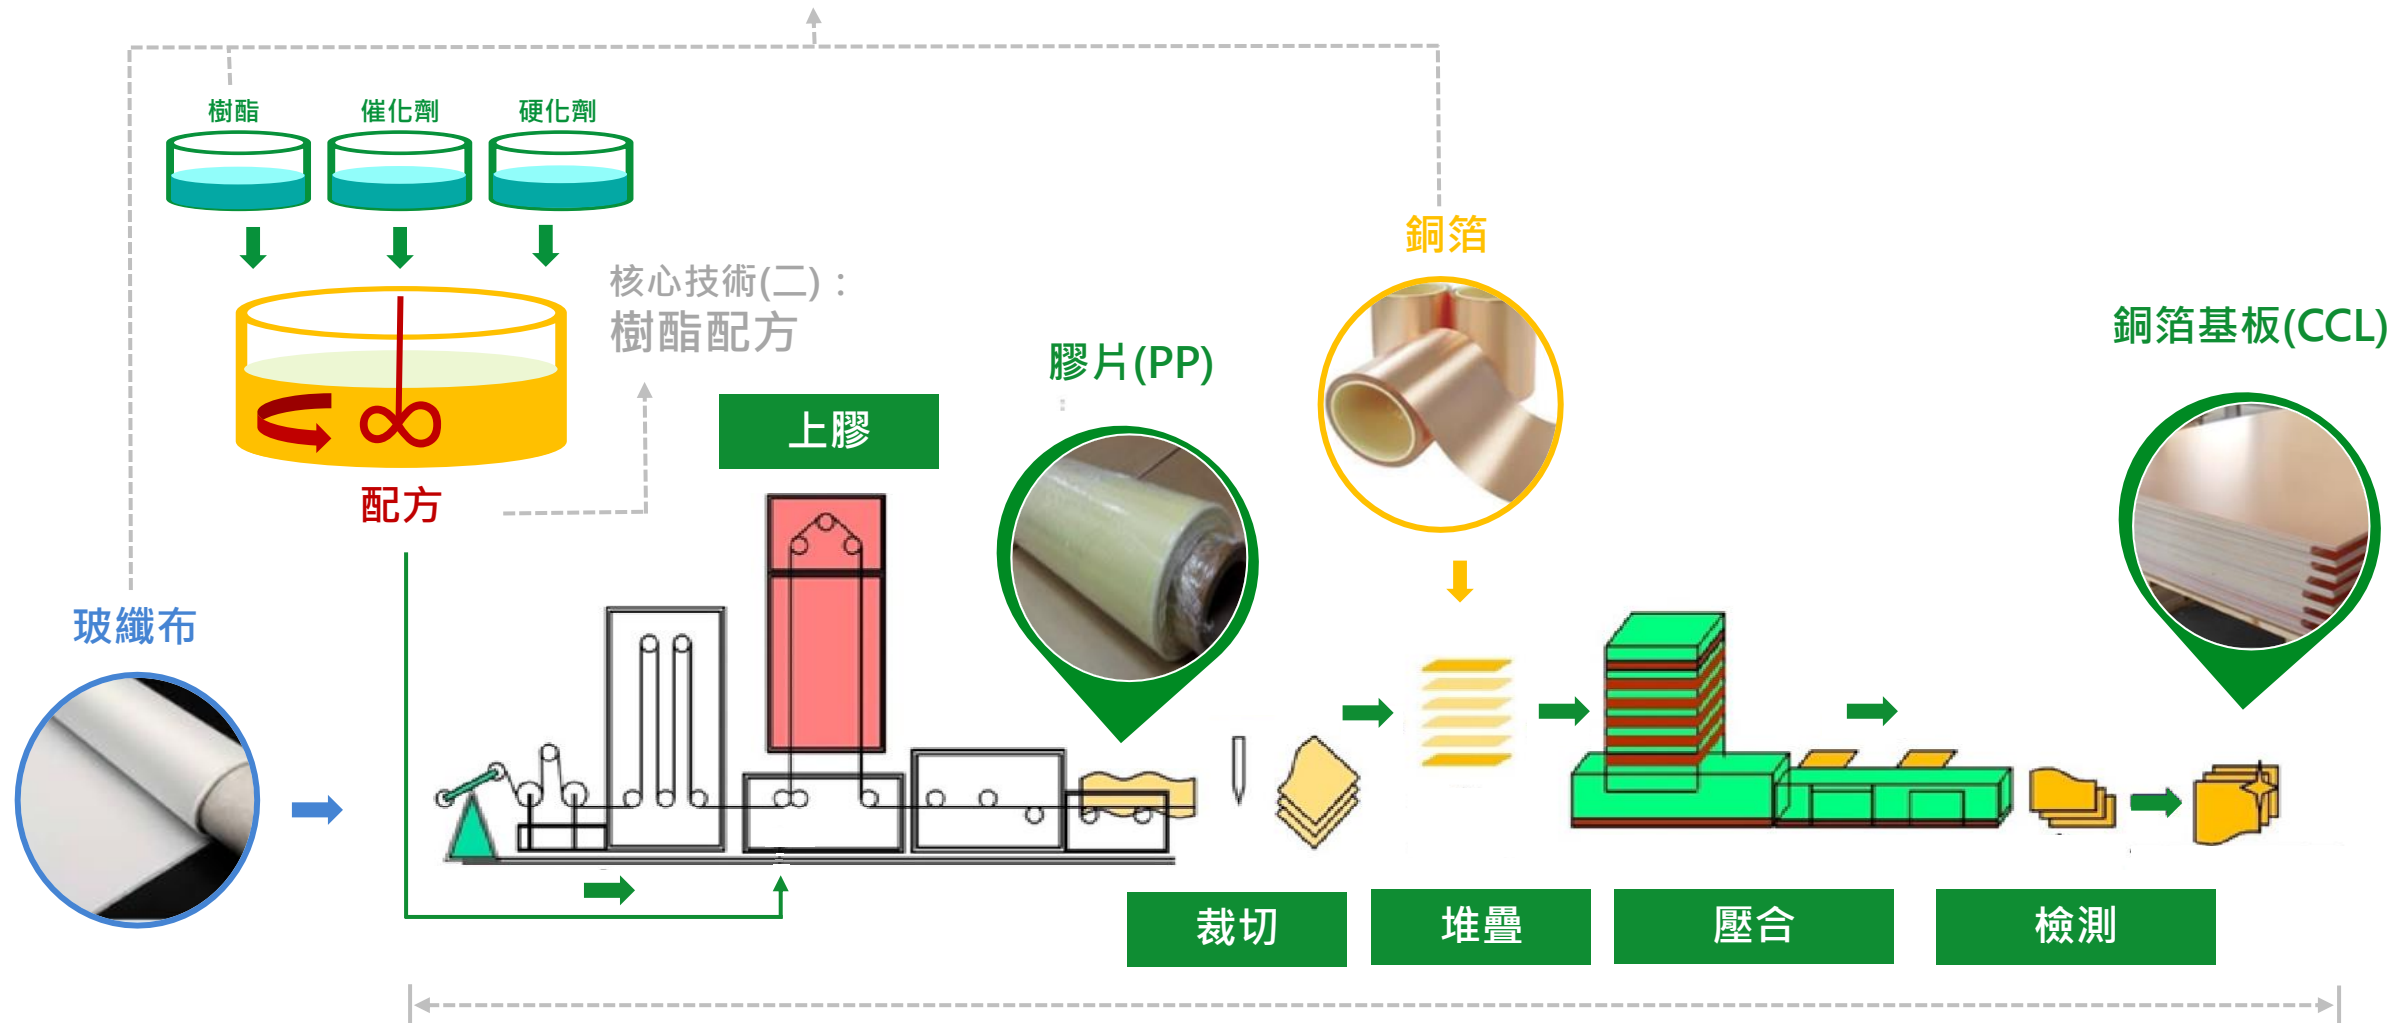 樹酯
催化劑
硬化劑
核心技術(二)：
樹酯配方
配方
玻纖布
上膠
膠片(PP)
銅箔
銅箔基板(CCL)
裁切
堆疊
壓合
檢測